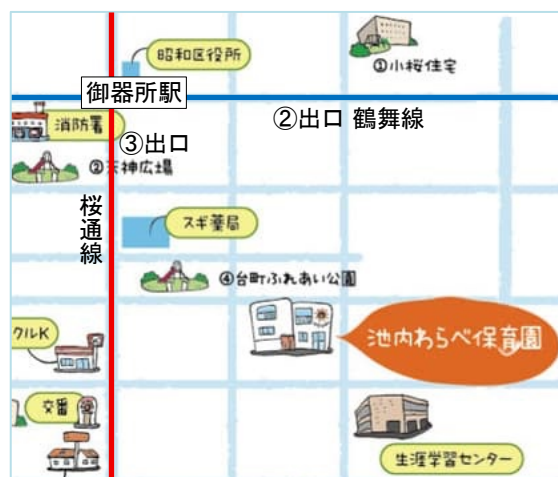 昭和区役所
①小桜住宅
御器所駅
消防署
③出口
②出口 鶴舞線
②天神広場
桜通線
スギ薬局
④台町ふれあい公園
クルK
池内わらべ保育園
交番
生涯学習センター